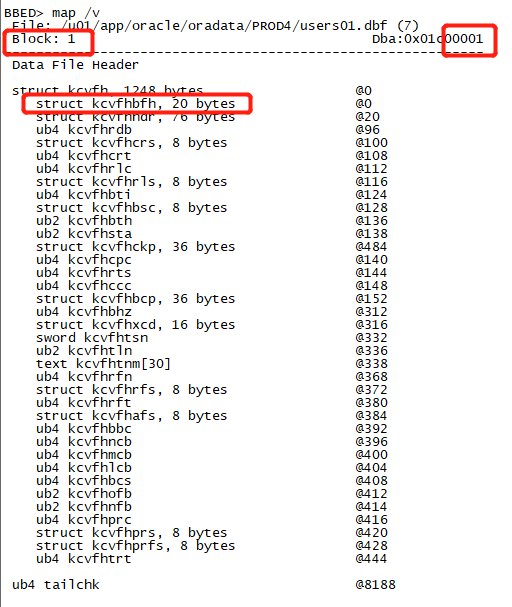 BBED> map /v
File: /u01/app/oracle/oradata/PROD4/users01.dbf (7)
Block: 1 Dba:0x01c00001
------------------------------------------------------------
Data File Header
struct kcvfh, 1248 bytes @0
struct kcvfhbfh, 20 bytes @0
struct kcvfhhdr, 76 bytes @20
ub4 kcvfhrdb @96
struct kcvfhcrs, 8 bytes @100
ub4 kcvfhcrt @108
ub4 kcvfhrlc @112
struct kcvfhrls, 8 bytes @116
ub4 kcvfhbti @124
struct kcvfhbsc, 8 bytes @128
ub2 kcvfhbth @136
ub2 kcvfhsta @138
struct kcvfhckp, 36 bytes @484
ub4 kcvfhcpc @140
ub4 kcvfhrts @144
ub4 kcvfhccc @148
struct kcvfhbcp, 36 bytes @152
ub4 kcvfhbhz @312
struct kcvfhxcd, 16 bytes @316
sword kcvfhtsn @332
ub2 kcvfhtln @336
text kcvfhtnm[30] @338
ub4 kcvfhrfn @368
struct kcvfhrfs, 8 bytes @372
ub4 kcvfhrft @380
struct kcvfhafs, 8 bytes @384
ub4 kcvfhbbc @392
ub4 kcvfhncb @396
ub4 kcvfhmcb @400
ub4 kcvfhlcb @404
ub4 kcvfhbcs @408
ub2 kcvfhofb @412
ub2 kcvfhnfb @414
ub4 kcvfhprc @416
struct kcvfhprs, 8 bytes @420
struct kcvfhprfs, 8 bytes @428
ub4 kcvfhtrt @444
ub4 tailchk @8188